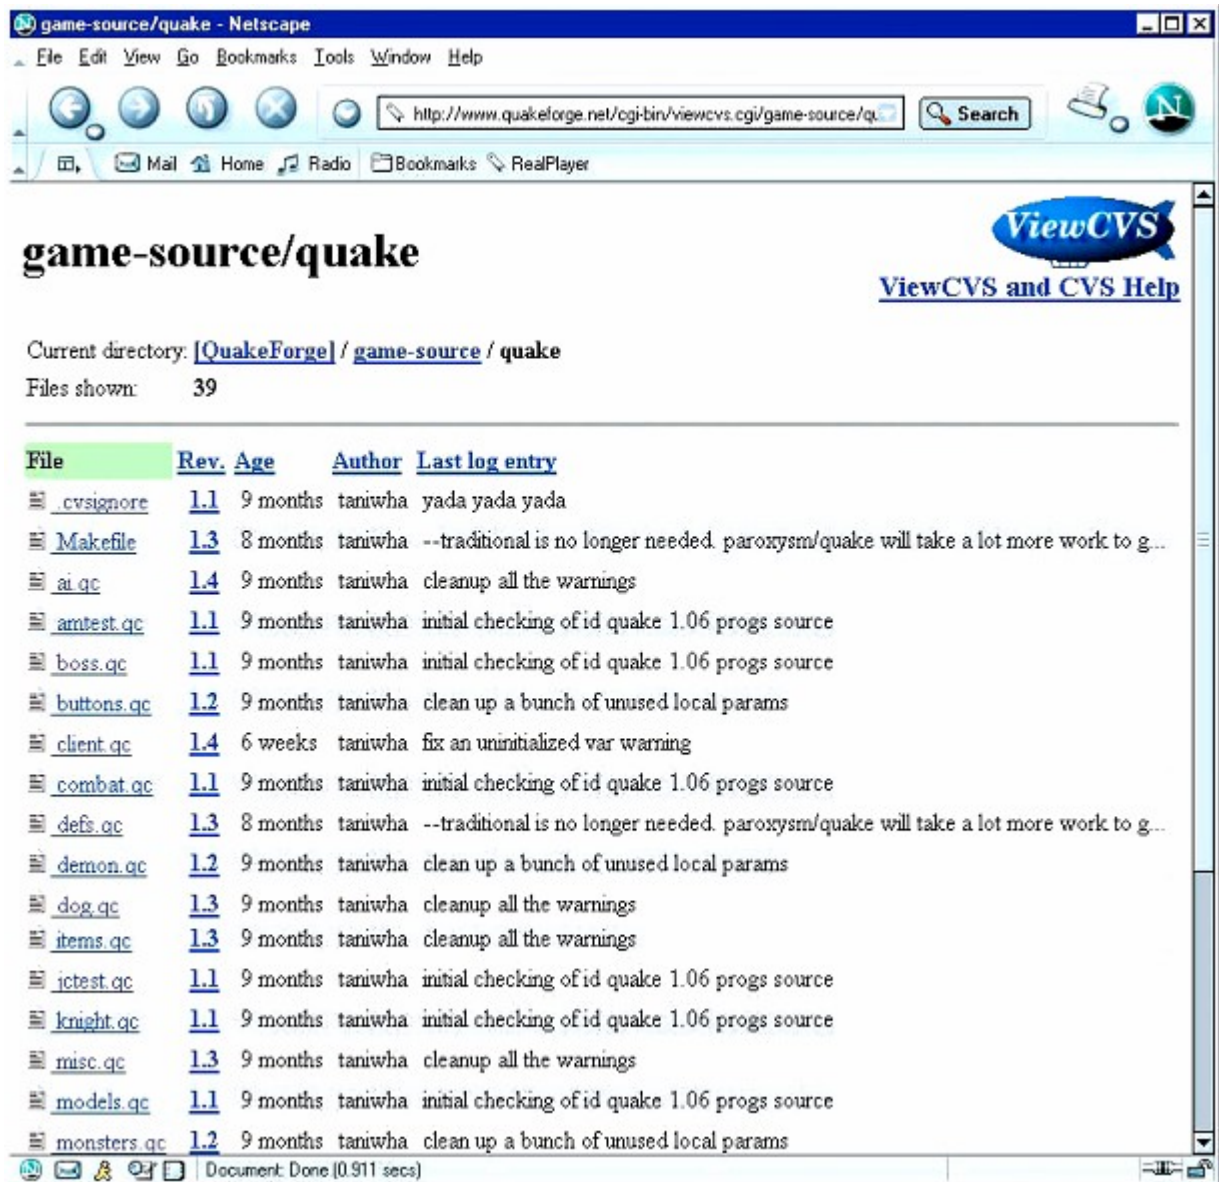 game-source/quake - Netscape
File Edit View Go Bookmarks Tools Window Help
http://www.quakeforge.net/cgi-bin/viewcvs.cgi/game-source/qu Search
Mail Home Radio Bookmarks RealPlayer
ViewCVS
game-source/quake
ViewCVS and CVS Help
Current directory: [QuakeForge] / game-source / quake
Files shown: 39
File Rev. Age Author Last log entry
.cvsignore 1.1 9 months taniwha yada yada yada
Makefile 1.3 8 months taniwha --traditional is no longer needed. paroxysm/quake will take a lot more work to g...
ai.qc 1.4 9 months taniwha cleanup all the warnings
amtest.qc 1.1 9 months taniwha initial checking of id quake 1.06 progs source
boss.qc 1.1 9 months taniwha initial checking of id quake 1.06 progs source
buttons.qc 1.2 9 months taniwha clean up a bunch of unused local params
client.qc 1.4 6 weeks taniwha fix an uninitialized var warning
combat.qc 1.1 9 months taniwha initial checking of id quake 1.06 progs source
defs.qc 1.3 8 months taniwha --traditional is no longer needed. paroxysm/quake will take a lot more work to g...
demon.qc 1.2 9 months taniwha clean up a bunch of unused local params
dog.qc 1.3 9 months taniwha cleanup all the warnings
items.qc 1.3 9 months taniwha cleanup all the warnings
jctest.qc 1.1 9 months taniwha initial checking of id quake 1.06 progs source
knight.qc 1.1 9 months taniwha initial checking of id quake 1.06 progs source
misc.qc 1.3 9 months taniwha cleanup all the warnings
models.qc 1.1 9 months taniwha initial checking of id quake 1.06 progs source
monsters.qc 1.2 9 months taniwha clean up a bunch of unused local params
Document: Done (0.911 secs)